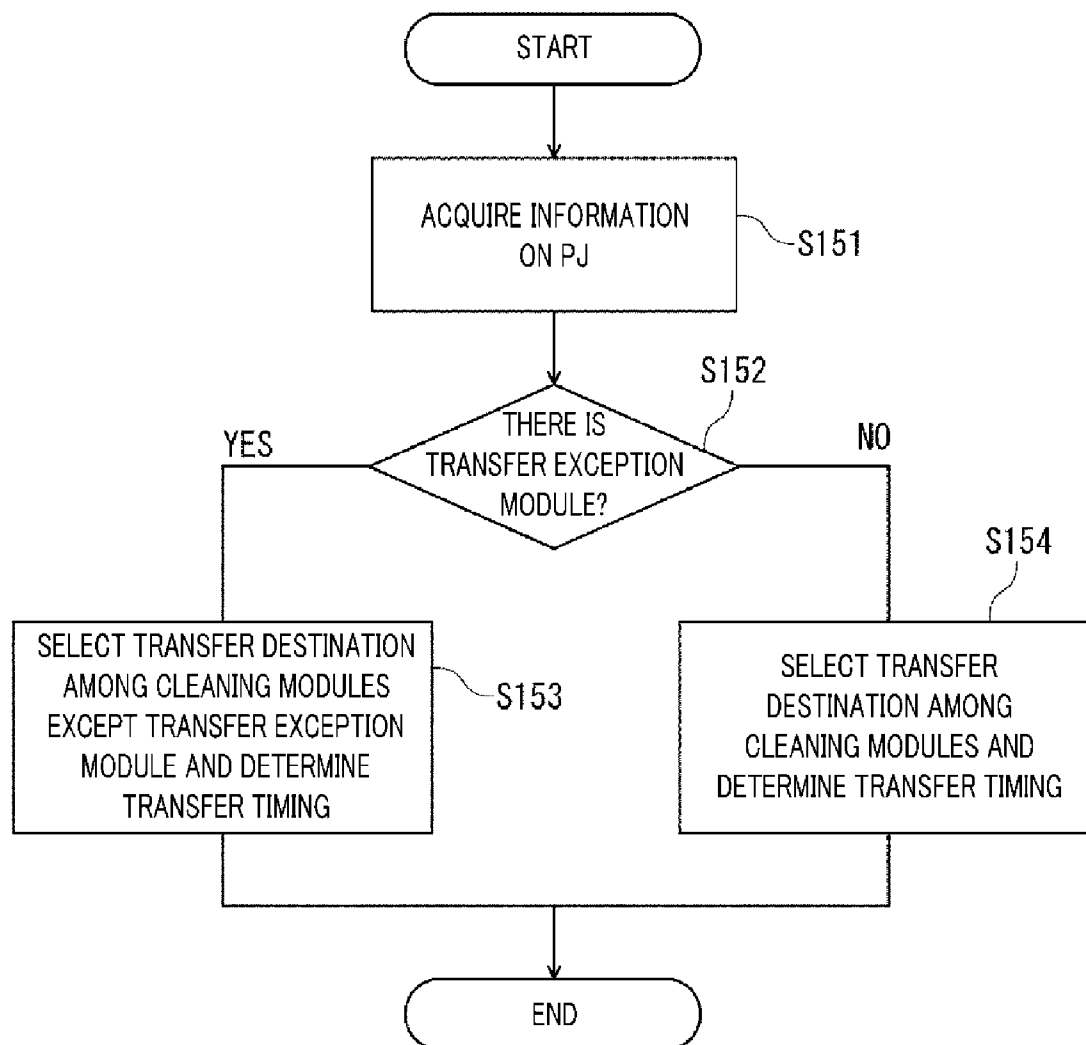 START
ACQUIRE INFORMATION
ON PJ
S151
S152
THERE IS
TRANSFER EXCEPTION
MODULE?
YES
NO
S154
SELECT TRANSFER DESTINATION
AMONG CLEANING MODULES
EXCEPT TRANSFER EXCEPTION
MODULE AND DETERMINE
TRANSFER TIMING
S153
SELECT TRANSFER
DESTINATION AMONG
CLEANING MODULES AND
DETERMINE TRANSFER TIMING
END